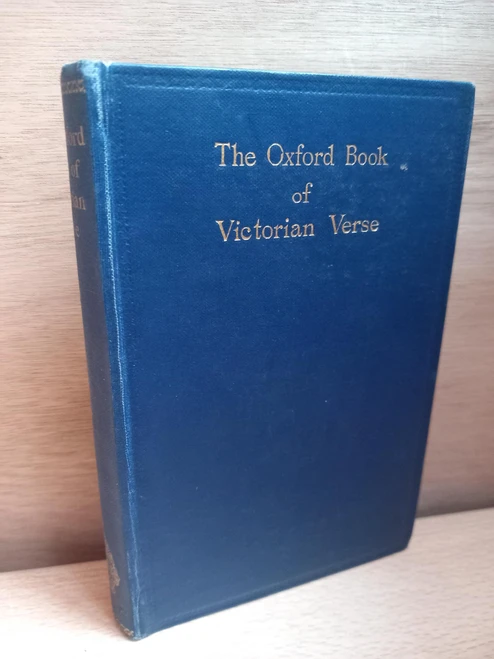 The Oxford Book
of
Victorian Verse